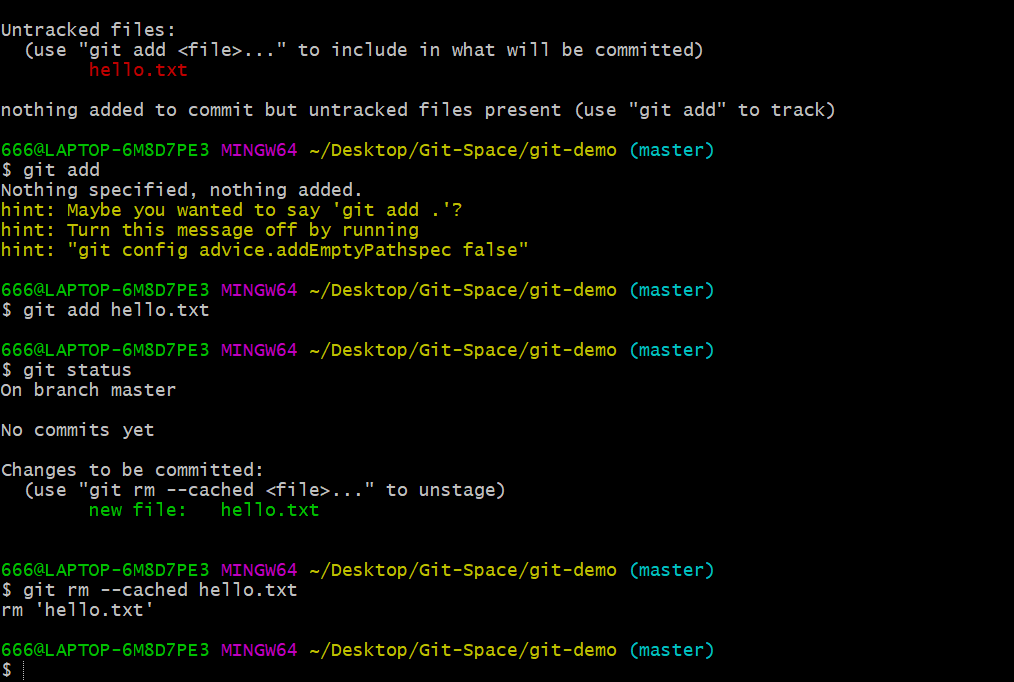 Untracked files:
  (use "git add <file>..." to include in what will be committed)
        hello.txt

nothing added to commit but untracked files present (use "git add" to track)

666@LAPTOP-6M8D7PE3 MINGW64 ~/Desktop/Git-Space/git-demo (master)
$ git add
Nothing specified, nothing added.
hint: Maybe you wanted to say 'git add .'?
hint: Turn this message off by running
hint: "git config advice.addEmptyPathspec false"

666@LAPTOP-6M8D7PE3 MINGW64 ~/Desktop/Git-Space/git-demo (master)
$ git add hello.txt

666@LAPTOP-6M8D7PE3 MINGW64 ~/Desktop/Git-Space/git-demo (master)
$ git status
On branch master

No commits yet

Changes to be committed:
  (use "git rm --cached <file>..." to unstage)
        new file:   hello.txt


666@LAPTOP-6M8D7PE3 MINGW64 ~/Desktop/Git-Space/git-demo (master)
$ git rm --cached hello.txt
rm 'hello.txt'

666@LAPTOP-6M8D7PE3 MINGW64 ~/Desktop/Git-Space/git-demo (master)
$